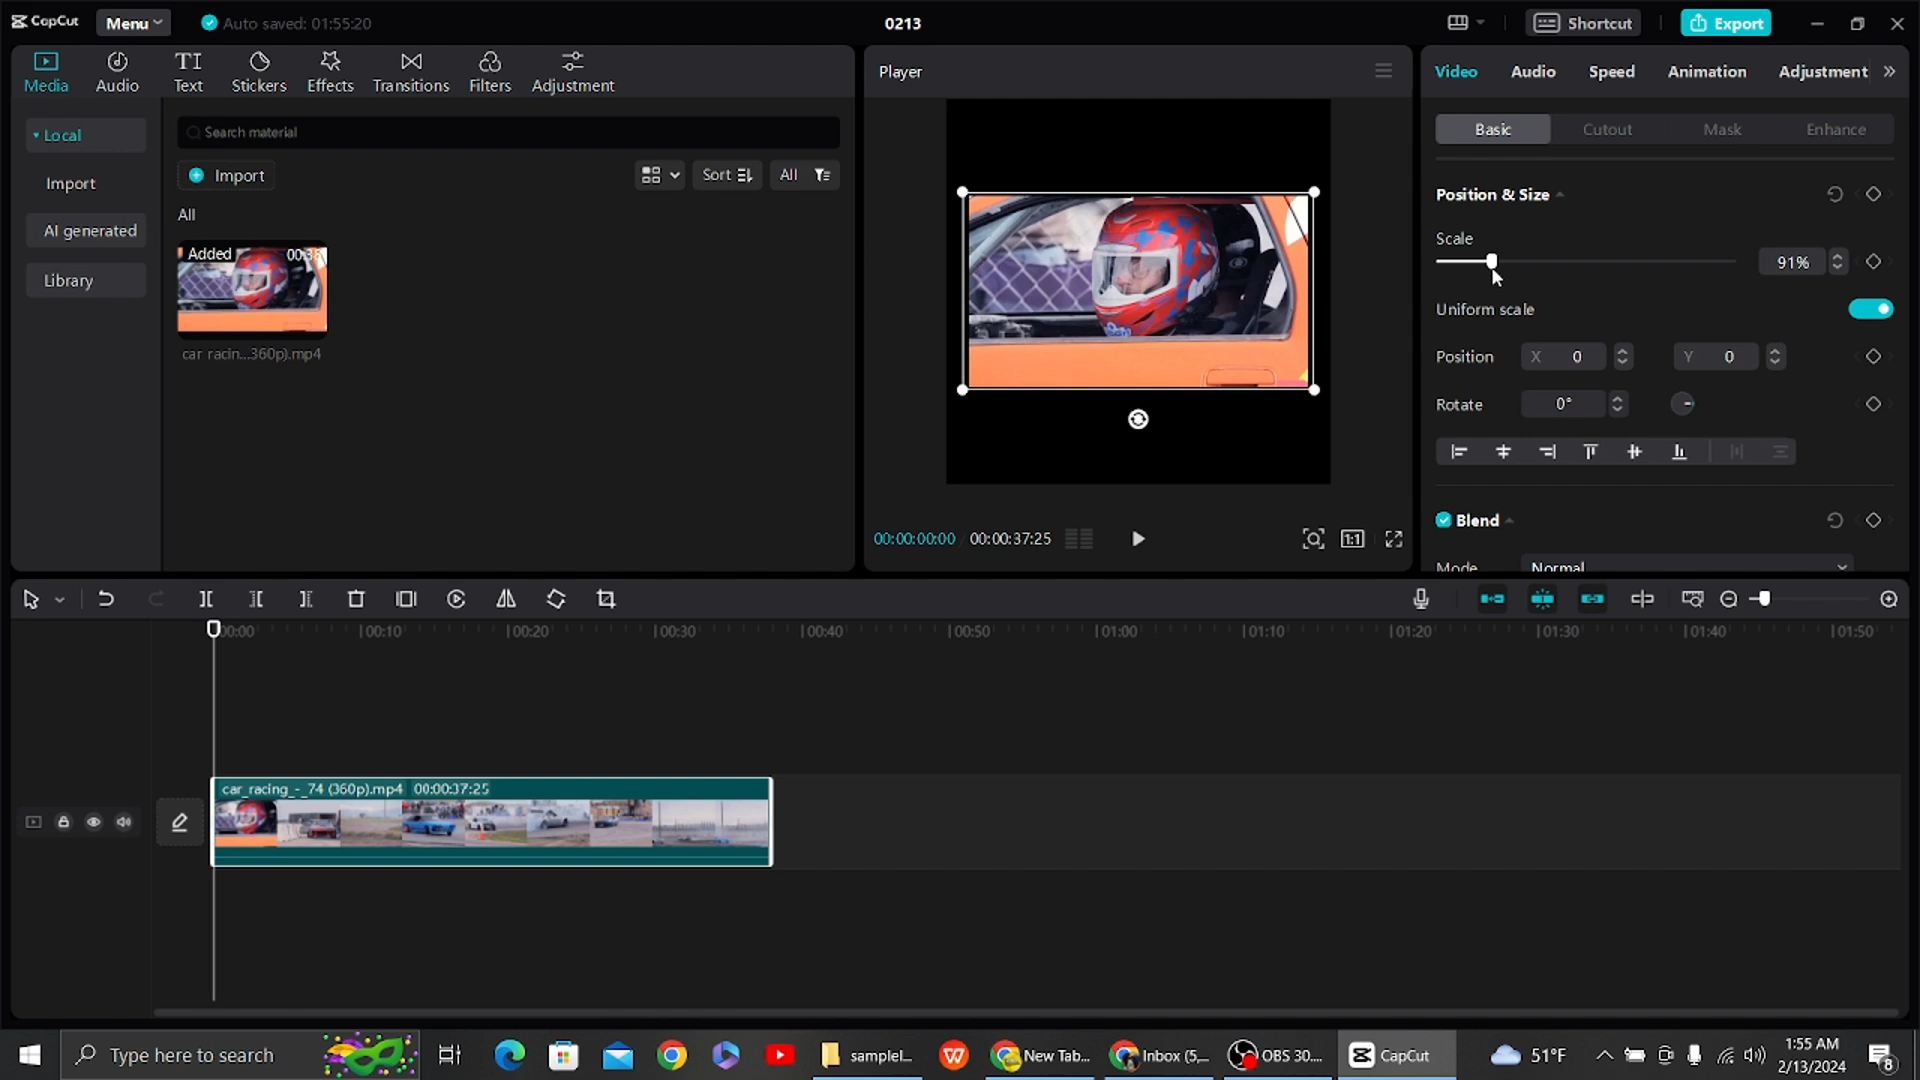 CapCut
Menu
Auto saved: 01:55:20
0213
Shortcut
Export
Media
Audio
Text
Stickers
Effects
Transitions
Filters
Adjustment
Local
Import
AI generated
Library
Search material
Import
Sort
All
All
Added
00:38
car racin...360p).mp4
Player
00:00:00:00
00:00:37:25
1:1
Video
Audio
Speed
Animation
Adjustment
Basic
Cutout
Mask
Enhance
Position & Size
Scale
91%
Uniform scale
Position
X 0
Y 0
Rotate
0°
Blend
Mode
Normal
00:00
00:10
00:20
00:30
00:40
00:50
01:00
01:10
01:20
01:30
01:40
01:50
car_racing_-_74 (360p).mp4 00:00:37:25
Type here to search
samplel...
New Tab...
Inbox (5,...
OBS 30....
CapCut
51°F
1:55 AM
2/13/2024
8